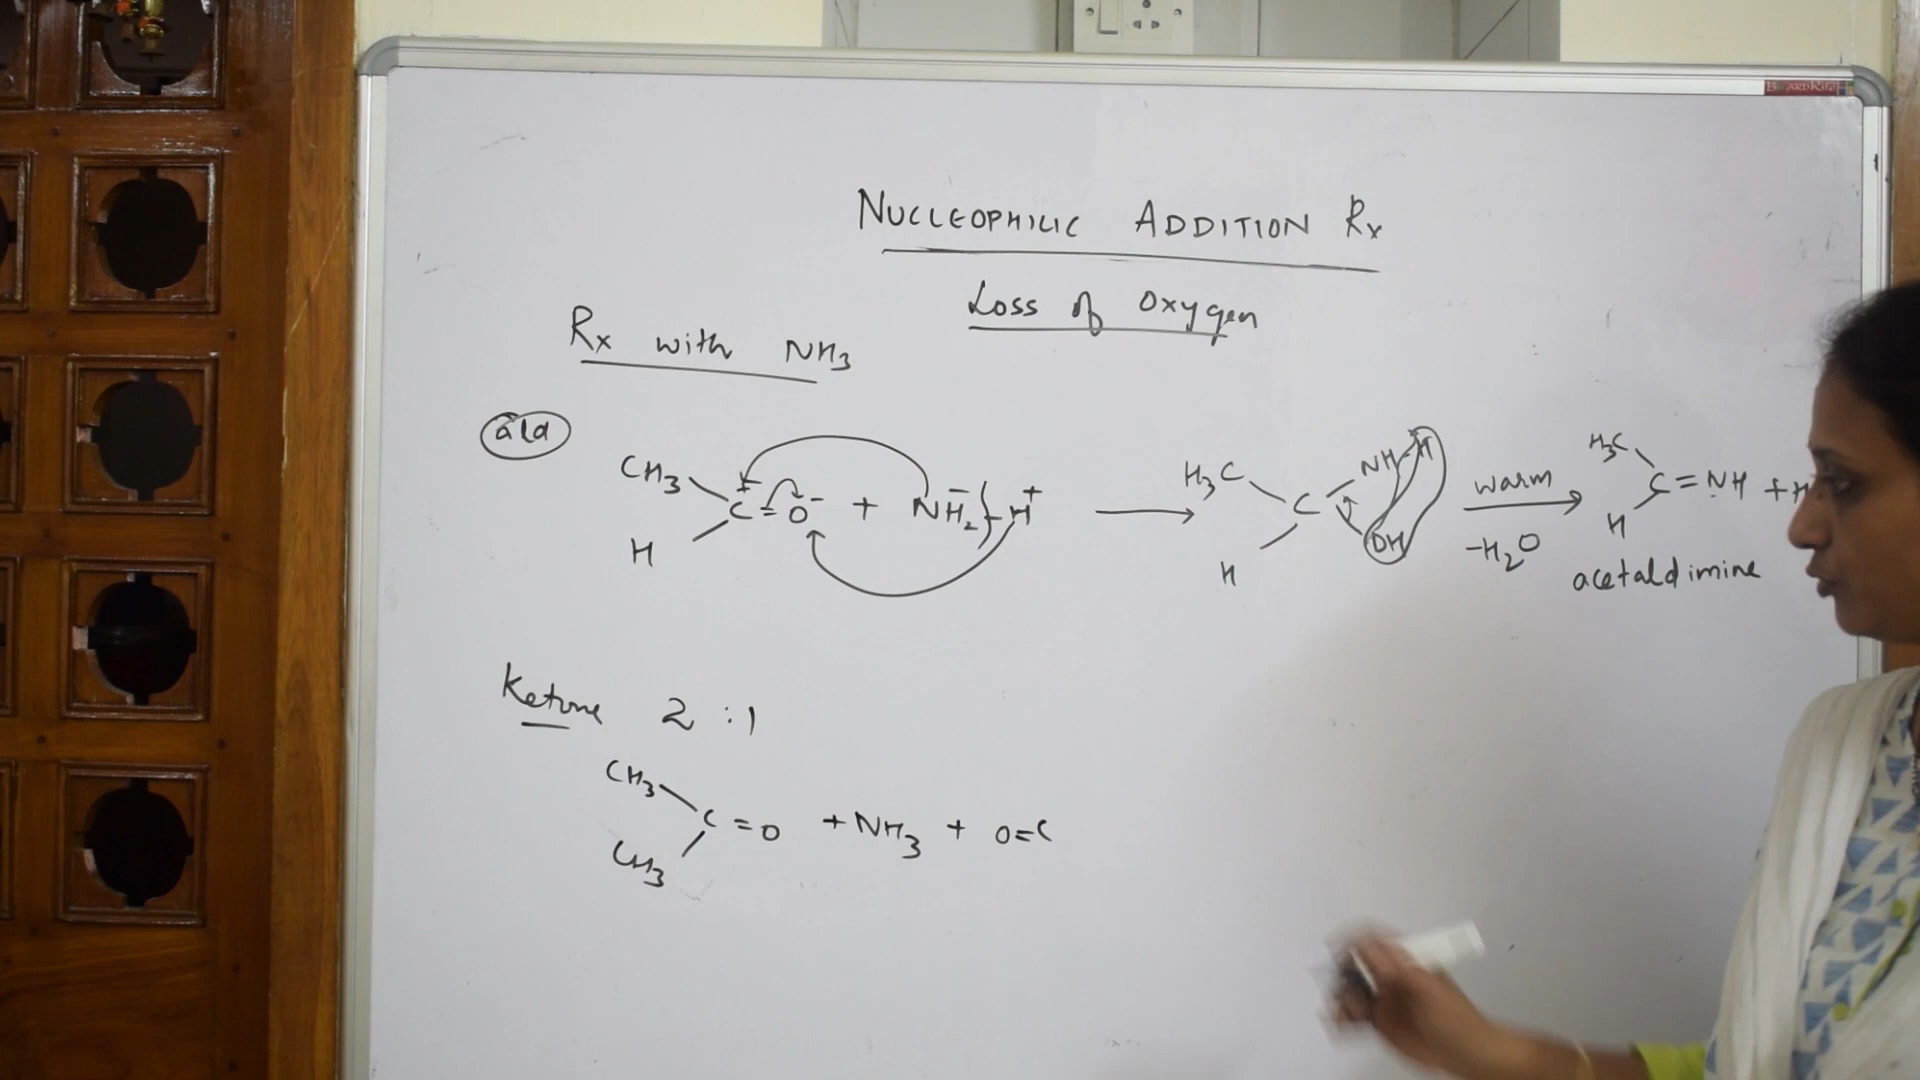 NUCLEOPHILIC ADDITION Rx
Loss of Oxygen
Rx with NH3
ald
CH3 H C=O + - + NH2 - H +
H3C H C NH-H OH
warm
-H2O
H3C H C=NH + H
acetaldimine
Ketone 2 : 1
CH3 CH3 C=O + NH3 + O=C